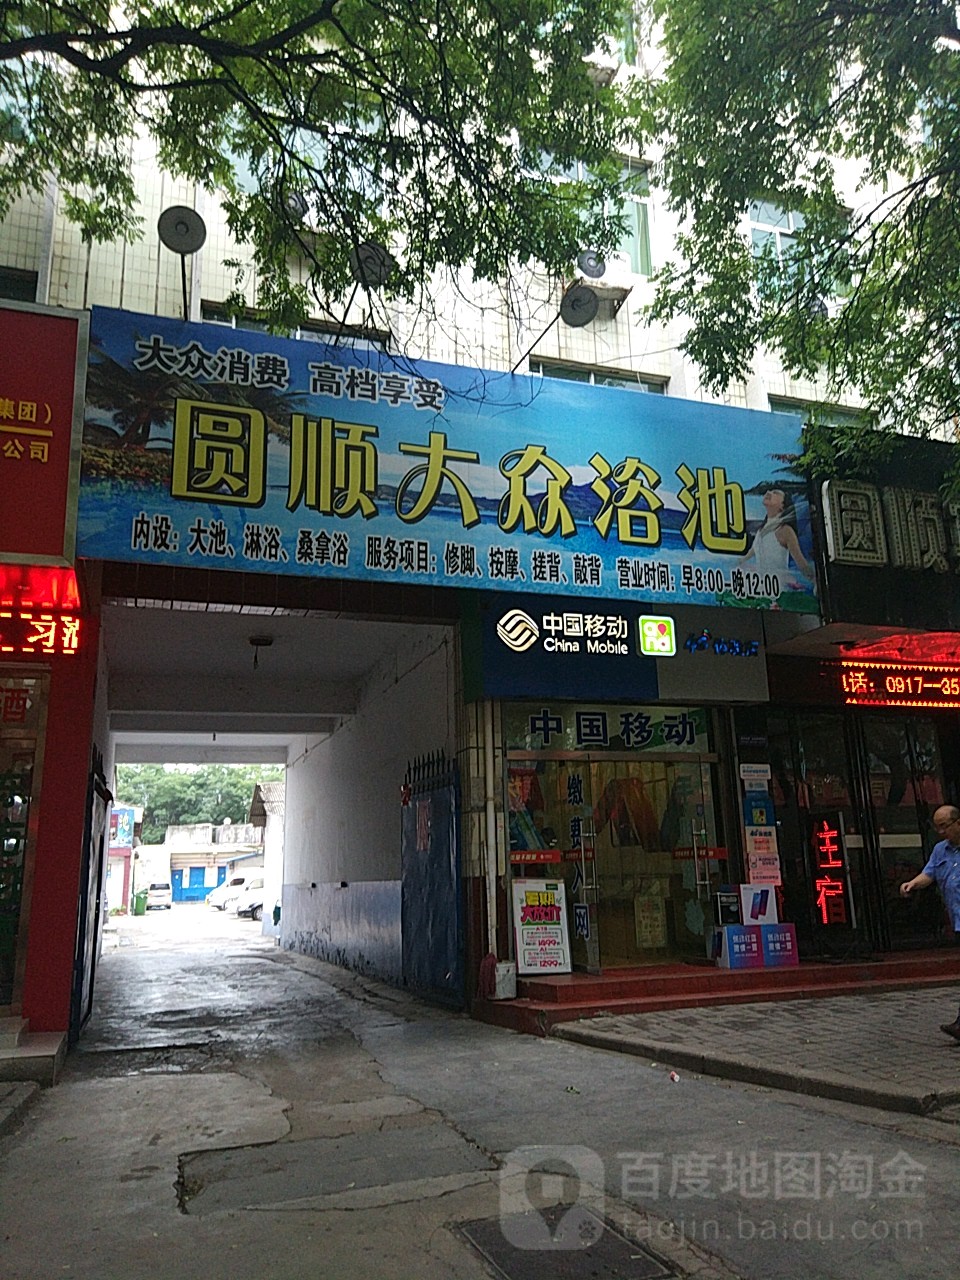 大众消费 高档享受
圆顺大众浴池
内设：大池、淋浴、桑拿浴 服务项目：修脚、按摩、搓背、敲背 营业时间：早8:00-晚12:00
集团）
公司
圆顺
中国移动
China Mobile
and
话：0917--35
中国移动
缴费入网
住宿
1499
1299
百度地图淘金
taojin.baidu.com